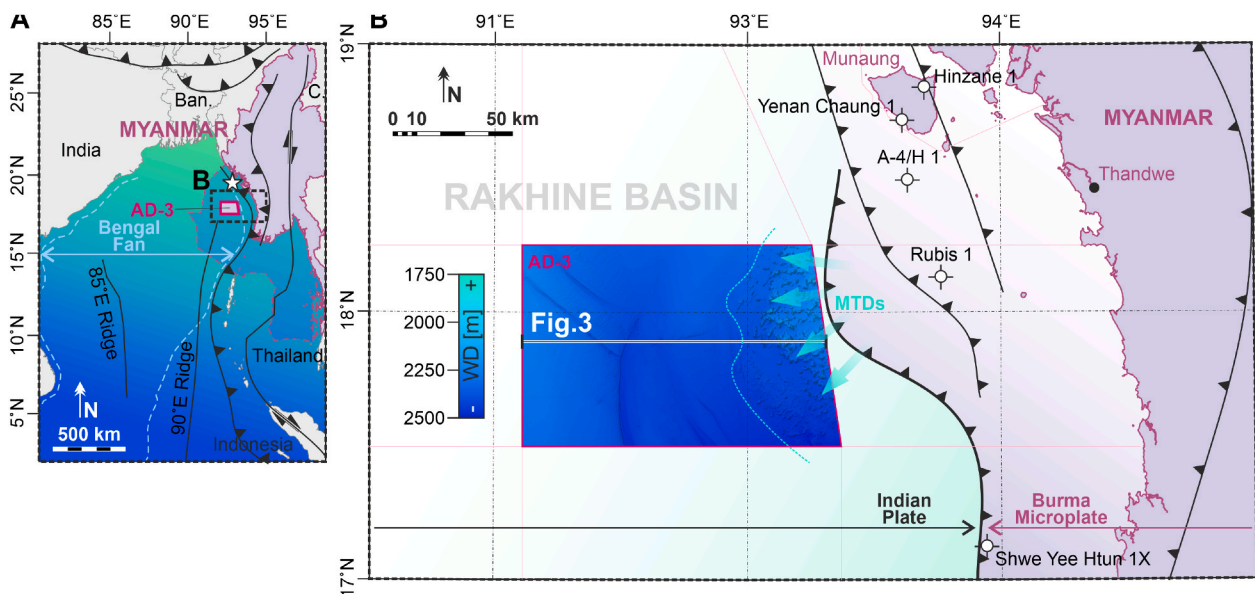 A
85°E
90°E
95°E
25°N
20°N
15°N
10°N
5°N
Ban.
C
MYANMAR
India
B
AD-3
Bengal
Fan
85°E Ridge
90°E Ridge
Thailand
Indonesia
N
500 km
B
91°E
93°E
94°E
19°N
18°N
17°N
N
0 10 50 km
RAKHINE BASIN
Munaung
Hinzane 1
Yenan Chaung 1
A-4/H 1
MYANMAR
Thandwe
Rubis 1
AD-3
MTDs
Fig.3
1750
2000
2100
2250
2500
WD [m]
+
-
Indian
Plate
Burma
Microplate
Shwe Yee Htun 1X